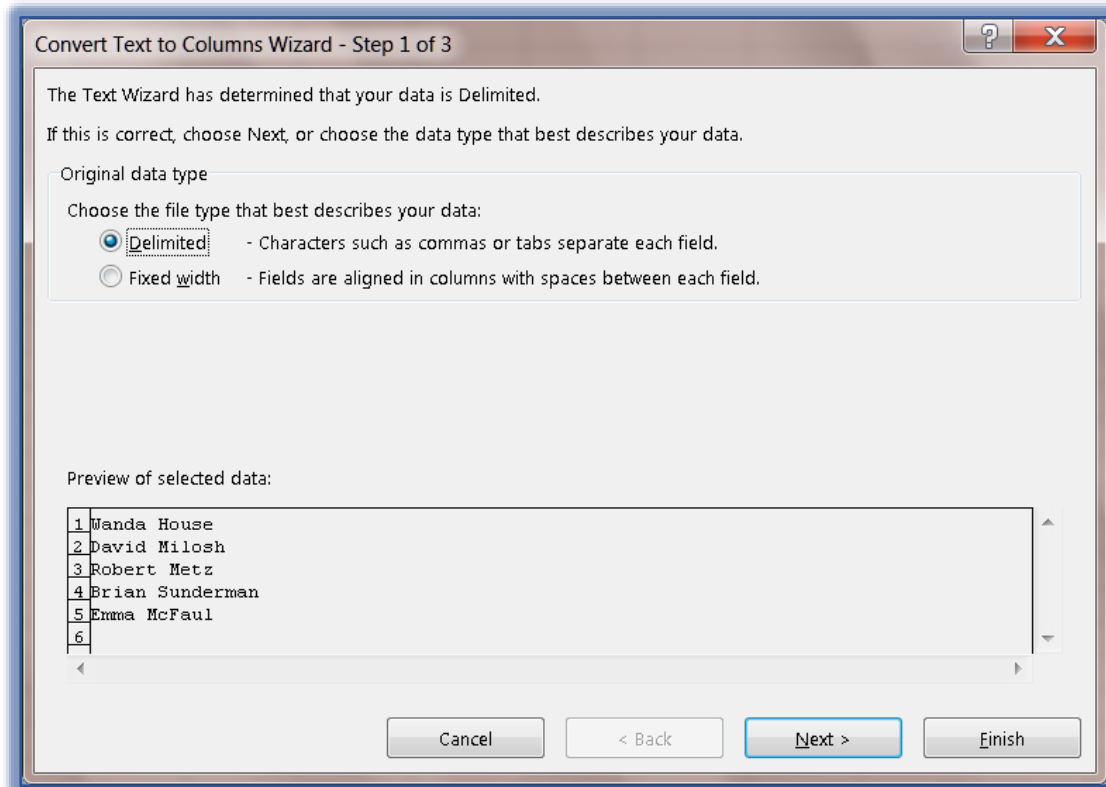 Convert Text to Columns Wizard - Step 1 of 3
?
X
The Text Wizard has determined that your data is Delimited.
If this is correct, choose Next, or choose the data type that best describes your data.
Original data type
Choose the file type that best describes your data:
Delimited - Characters such as commas or tabs separate each field.
Fixed width - Fields are aligned in columns with spaces between each field.
Preview of selected data:
1 Wanda House
2 David Milosh
3 Robert Metz
4 Brian Sunderman
5 Emma McFaul
6
Cancel < Back Next > Finish